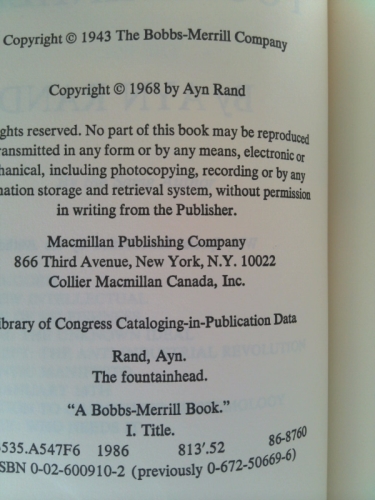 Copyright © 1943 The Bobbs-Merrill Company
Copyright © 1968 by Ayn Rand
ghts reserved. No part of this book may be reproduced
ransmitted in any form or by any means, electronic or
hanical, including photocopying, recording or by any
mation storage and retrieval system, without permission
in writing from the Publisher.
Macmillan Publishing Company
866 Third Avenue, New York, N.Y. 10022
Collier Macmillan Canada, Inc.
ibrary of Congress Cataloging-in-Publication Data
Rand, Ayn.
The fountainhead.
“A Bobbs-Merrill Book.”
I. Title.
535.A547F6 1986 813'.52 86-8760
SBN 0-02-600910-2 (previously 0-672-50669-6)